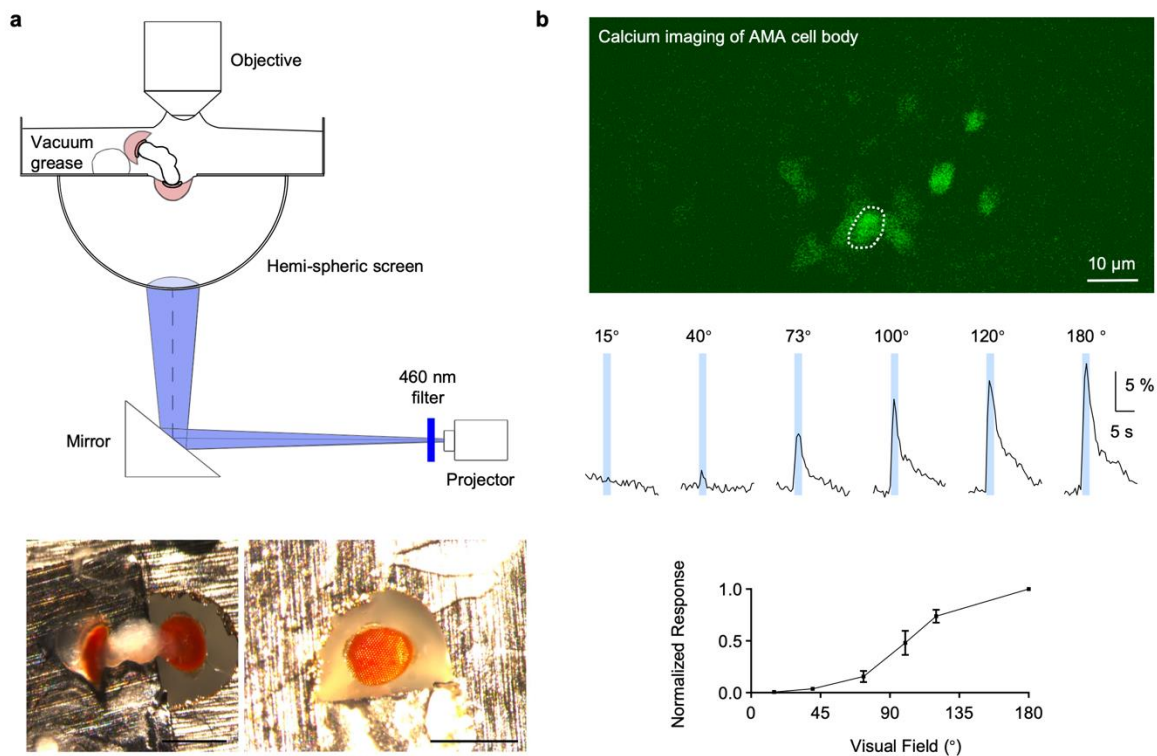 a
Objective
Vacuum
grease
Hemi-spheric screen
460 nm
filter
Mirror
Projector
b
Calcium imaging of AMA cell body
10 µm
15°
40°
73°
100°
120°
180 °
5 %
5 s
Normalized Response
1.0
0.5
0.0
0
45
90
135
180
Visual Field (°)